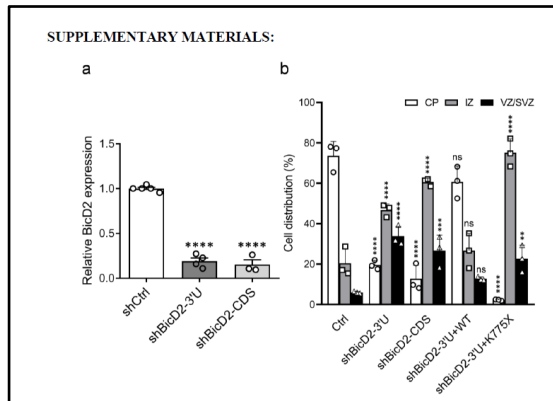 SUPPLEMENTARY MATERIALS:
a
b
Relative BicD2 expression
1.5
1.0
0.5
0.0
****
****
shCtrl
shBicD2-3'U
shBicD2-CDS
CP
IZ
VZ/SVZ
Cell distribution (%)
100
80
60
40
20
0
****
****
****
****
****
**
ns
ns
ns
****
****
**
Ctrl
shBicD2-3'U
shBicD2-CDS
shBicD2-3'U+WT
shBicD2-3'U+K775X